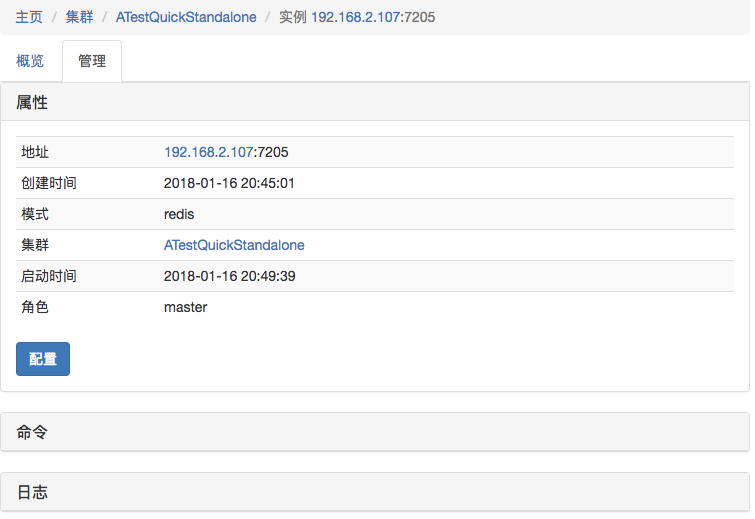 主页 / 集群 / ATestQuickStandalone / 实例 192.168.2.107:7205
概览 管理
属性
地址 192.168.2.107:7205
创建时间 2018-01-16 20:45:01
模式 redis
集群 ATestQuickStandalone
启动时间 2018-01-16 20:49:39
角色 master
配置
命令
日志